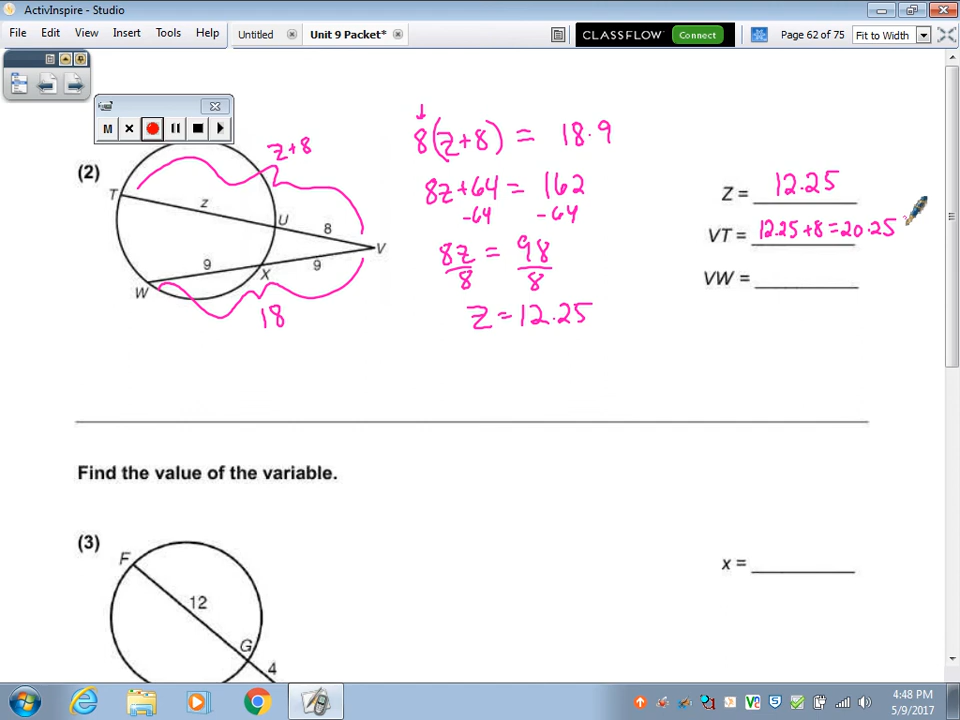 ActivInspire - Studio
File Edit View Insert Tools Help Untitled Unit 9 Packet* CLASSFLOW Connect Page 62 of 75 Fit to Width
M
(2)
z+8
T
z
U
8
V
9
X
9
W
18
8(z+8) = 18·9
8z+64 = 162
-64 -64
8z = 98
8 8
z = 12.25
Z = 12.25
VT = 12.25+8=20.25
VW =
Find the value of the variable.
(3)
F
12
G
4
x =
4:48 PM
5/9/2017